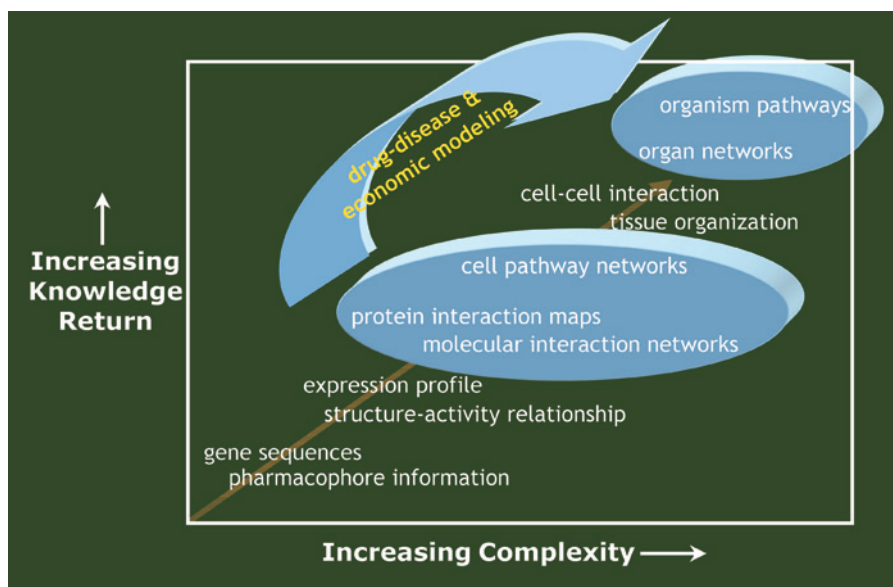 drug-disease &
economic modeling
organism pathways
organ networks
cell-cell interaction
tissue organization
cell pathway networks
protein interaction maps
molecular interaction networks
expression profile
structure-activity relationship
gene sequences
pharmacophore information
Increasing
Knowledge
Return
Increasing Complexity